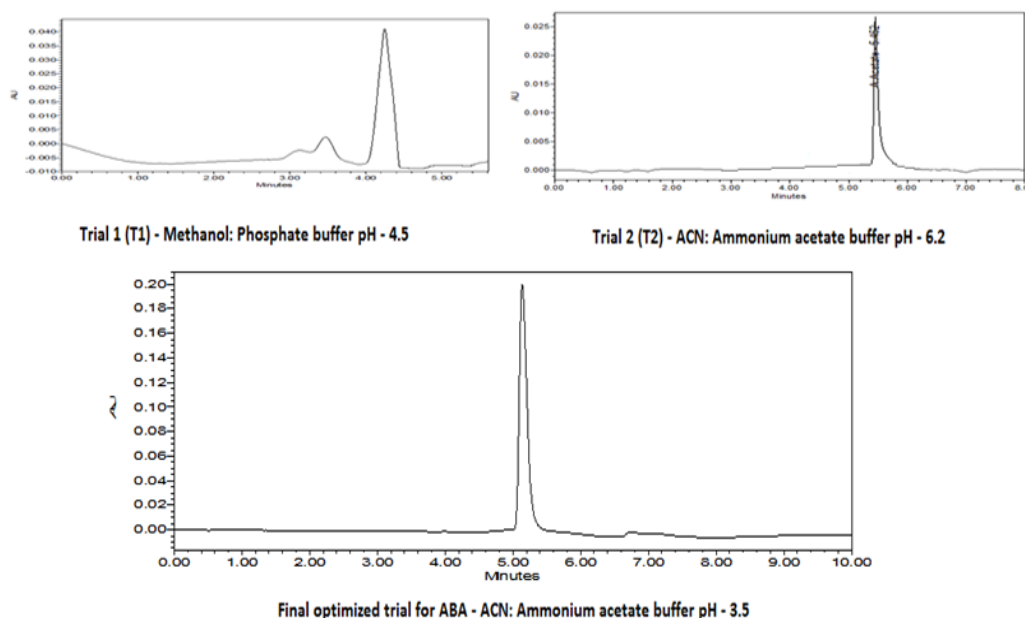 0.040
0.035
0.030
0.025
0.020
0.015
0.010
0.005
0.000
-0.005
-0.010
AU
0.00 1.00 2.00 3.00 4.00 5.00
Minutes
Trial 1 (T1) - Methanol: Phosphate buffer pH - 4.5
0.025
0.020
0.015
0.010
0.005
0.000
AU
0.00 1.00 2.00 3.00 4.00 5.00 6.00 7.00 8.0
Minutes
Trial 2 (T2) - ACN: Ammonium acetate buffer pH - 6.2
0.20
0.18
0.16
0.14
0.12
0.10
0.08
0.06
0.04
0.02
0.00
AU
0.00 1.00 2.00 3.00 4.00 5.00 6.00 7.00 8.00 9.00 10.00
Minutes
Final optimized trial for ABA - ACN: Ammonium acetate buffer pH - 3.5